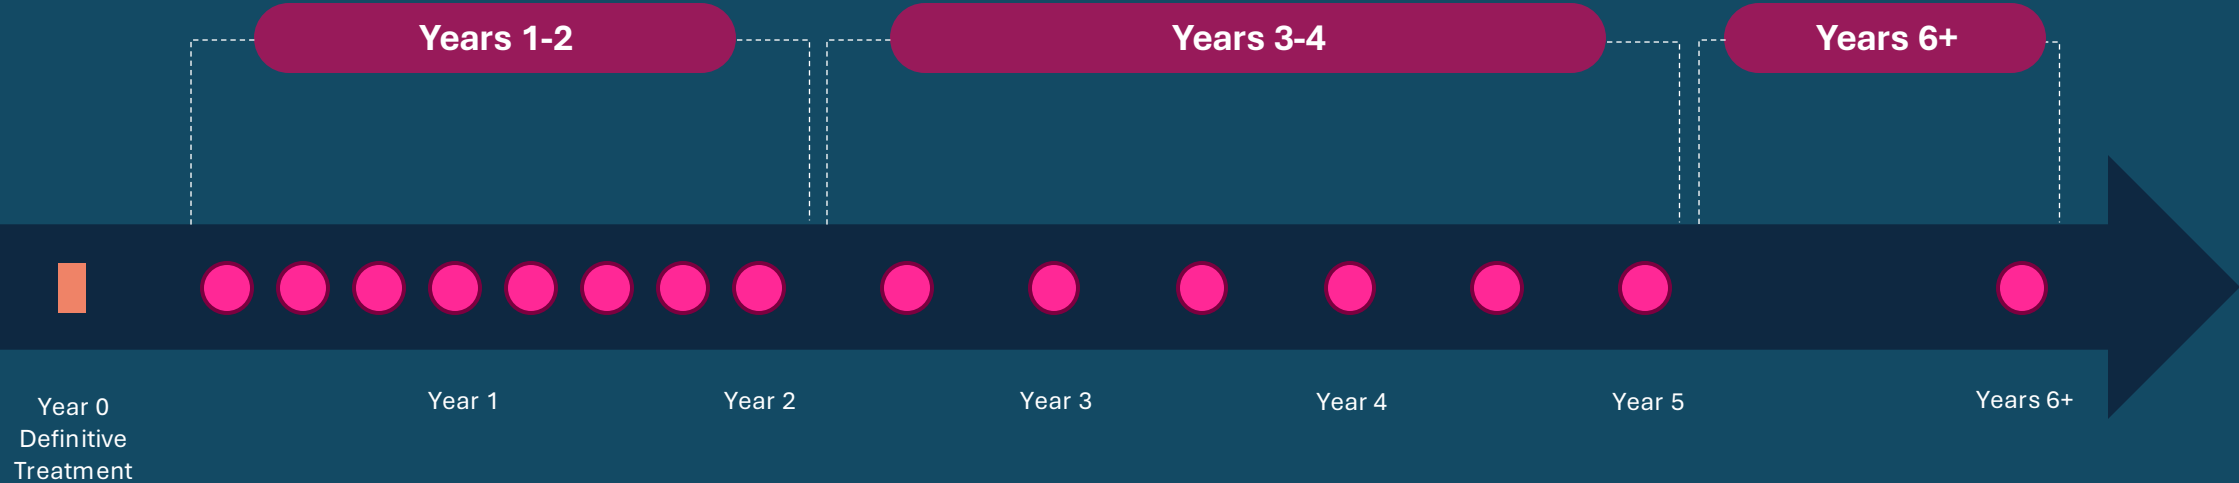 Years 1-2
Years 3-4
Years 6+
Year 0
Definitive
Treatment
Year 1
Year 2
Year 3
Year 4
Year 5
Years 6+